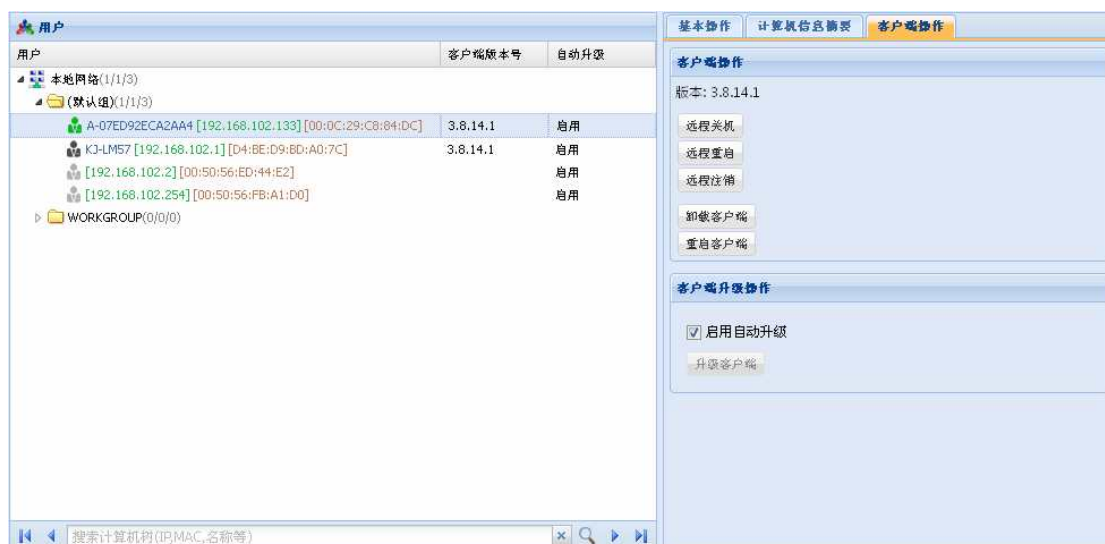 用户
用户 客户端版本号 自动升级
本地网络(1/1/3)
(默认组)(1/1/3)
A-07ED92ECA2AA4 [192.168.102.133] [00:0C:29:C8:84:DC] 3.8.14.1 启用
KJ-LM57 [192.168.102.1] [D4:BE:D9:BD:A0:7C] 3.8.14.1 启用
[192.168.102.2] [00:50:56:ED:44:E2] 启用
[192.168.102.254] [00:50:56:FB:A1:D0] 启用
WORKGROUP(0/0/0)
搜索计算机树(IP,MAC,名称等)
基本操作 计算机信息摘要 客户端操作
客户端操作
版本: 3.8.14.1
远程关机
远程重启
远程注销
卸载客户端
重启客户端
客户端升级操作
启用自动升级
升级客户端